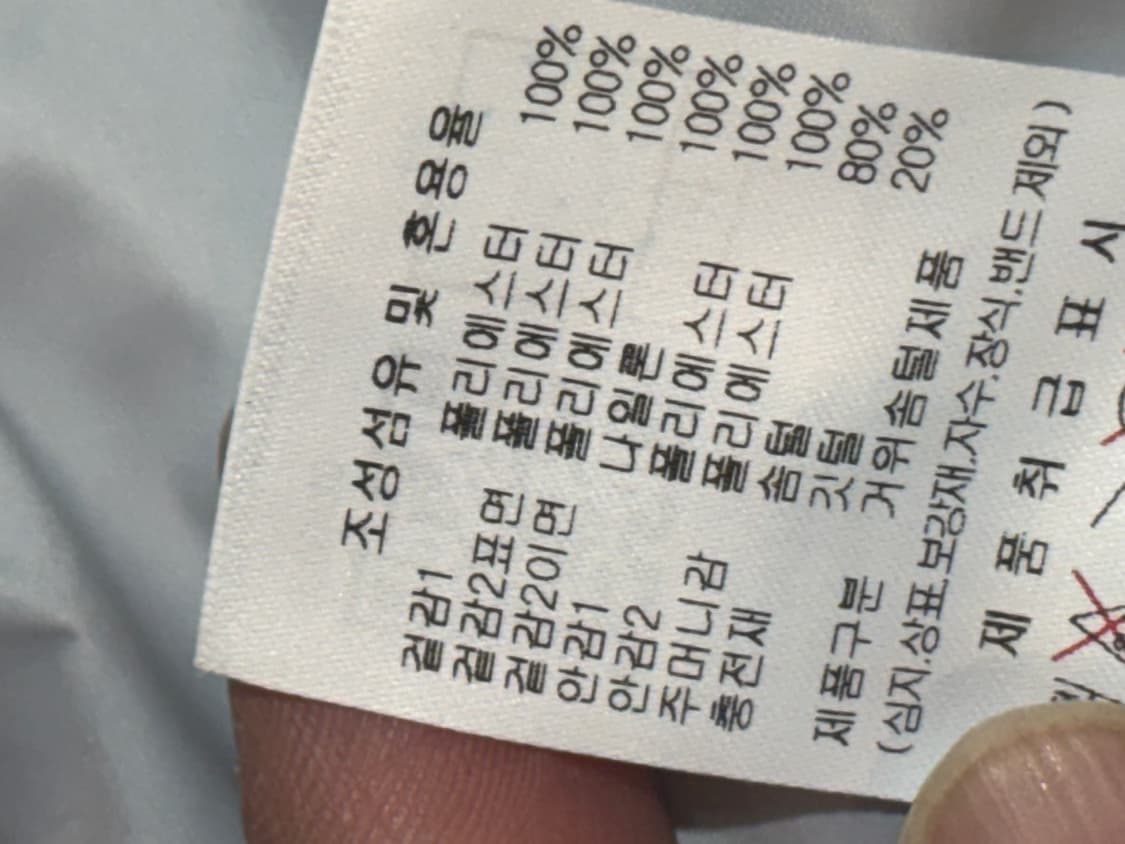 조성섬유 및 혼용율
겉감1 폴리에스터 100%
겉감2표면 폴리에스터 100%
겉감2이면 폴리에스터 100%
안감1 나일론 100%
안감2 폴리에스터 100%
주머니감 폴리에스터 100%
충전재 솜털 80%
깃털 20%
제품구분 거위솜털제품
(심지.상표.보강재.자수.장식.밴드 제외)
제 품 취 급 표 시